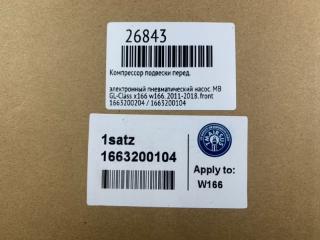 26843
Компрессор подвески перед.
электронный пневматический насос. MB
GL-Class x166 w166. 2011-2018. front
1663200204 / 1663200104
1satz
1663200104
Apply to:
W166